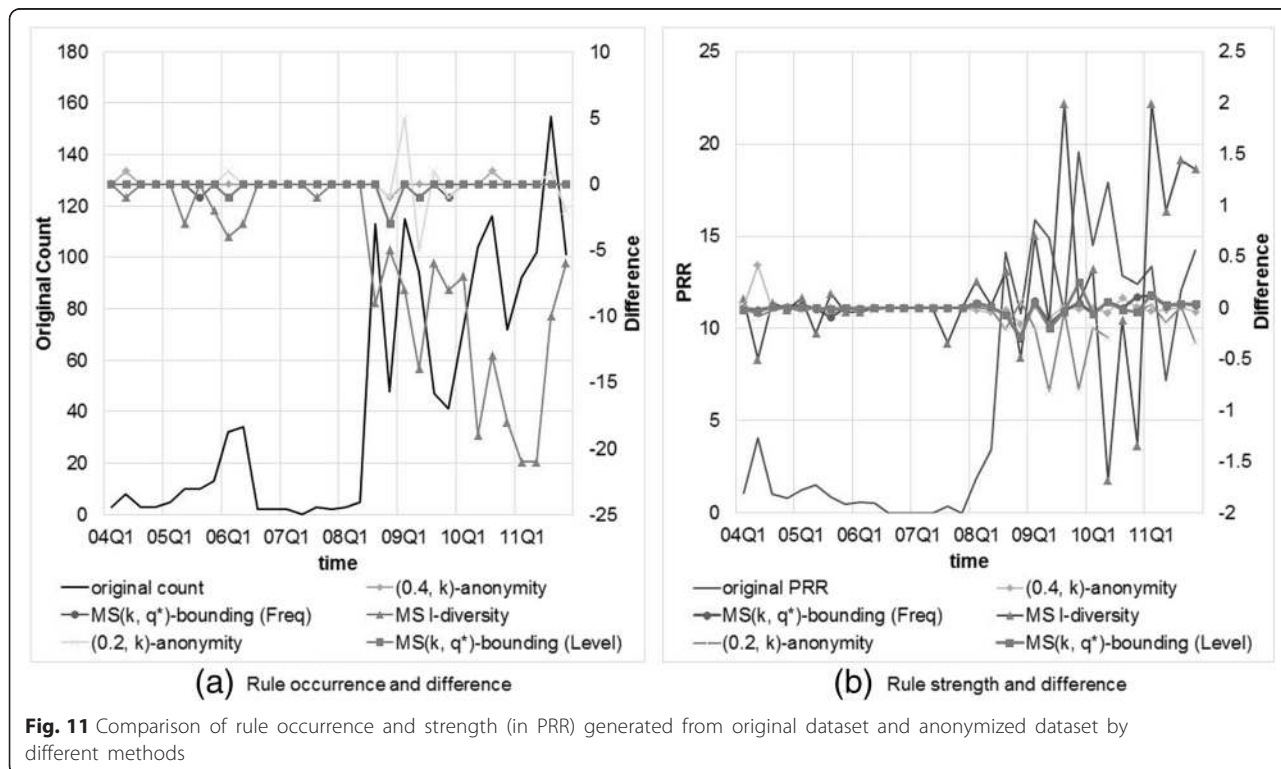 180
160
140
120
100
80
60
40
20
0
Original Count
10
5
0
-5
-10
-15
-20
-25
Difference
04Q1 05Q1 06Q1 07Q1 08Q1 09Q1 10Q1 11Q1
time
original count
(0.4, k)-anonymity
MS(k, q*)-bounding (Freq)
MS l-diversity
(0.2, k)-anonymity
MS(k, q*)-bounding (Level)
(a) Rule occurrence and difference
25
20
15
10
5
0
PRR
2.5
2
1.5
1
0.5
0
-0.5
-1
-1.5
-2
Difference
04Q1 05Q1 06Q1 07Q1 08Q1 09Q1 10Q1 11Q1
time
original PRR
(0.4, k)-anonymity
MS(k, q*)-bounding (Freq)
MS l-diversity
(0.2, k)-anonymity
MS(k, q*)-bounding (Level)
(b) Rule strength and difference
Fig. 11 Comparison of rule occurrence and strength (in PRR) generated from original dataset and anonymized dataset by
different methods